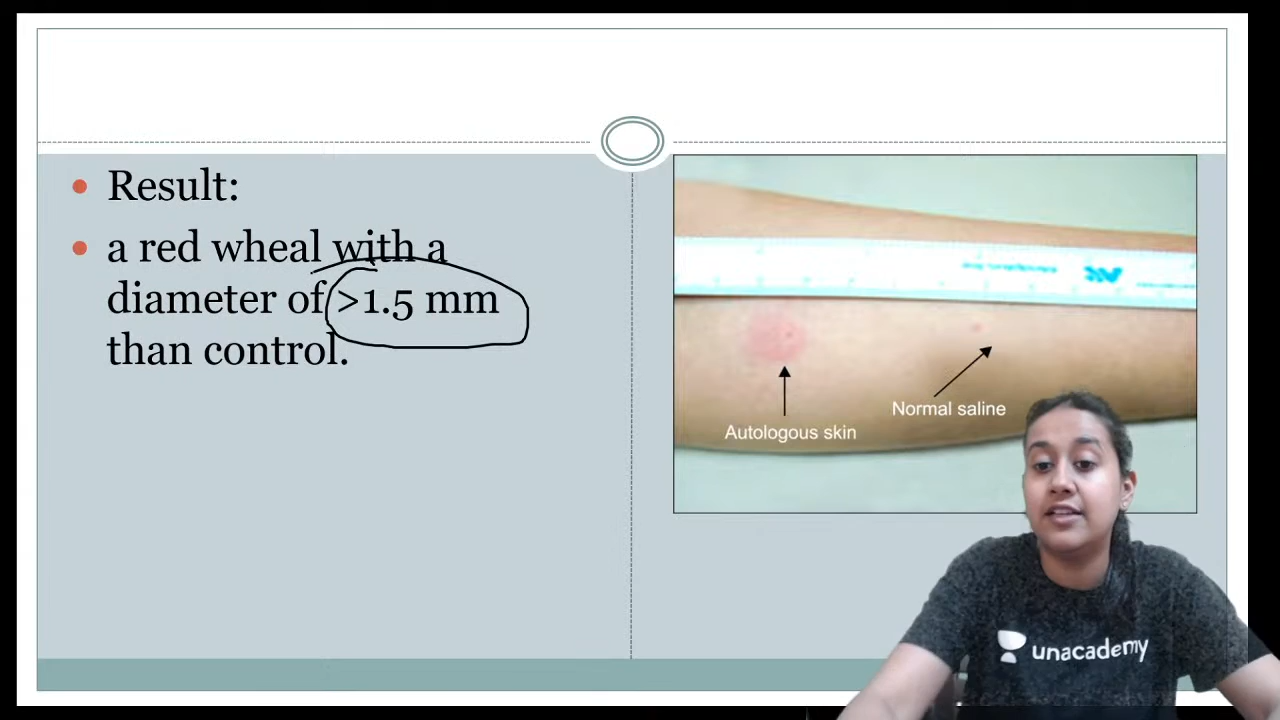 Result:
a red wheal with a
diameter of >1.5 mm
than control.
Autologous skin
Normal saline
unacademy